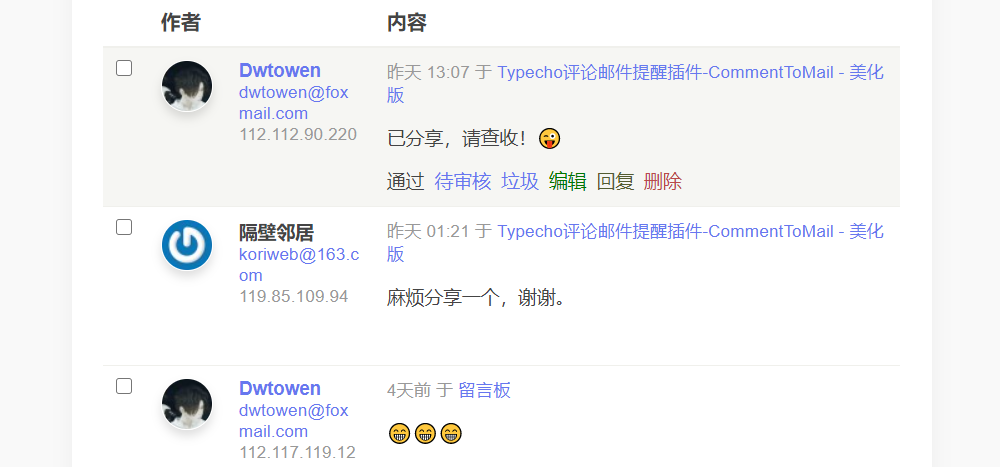 作者 内容
Dwtowen
dwtowen@fox
mail.com
112.112.90.220
昨天 13:07 于 Typecho评论邮件提醒插件-CommentToMail - 美化
版
已分享，请查收！😜
通过 待审核 垃圾 编辑 回复 删除
隔壁邻居
koriweb@163.c
om
119.85.109.94
昨天 01:21 于 Typecho评论邮件提醒插件-CommentToMail - 美化
版
麻烦分享一个，谢谢。
Dwtowen
dwtowen@fox
mail.com
112.117.119.12
4天前 于 留言板
😁😁😁